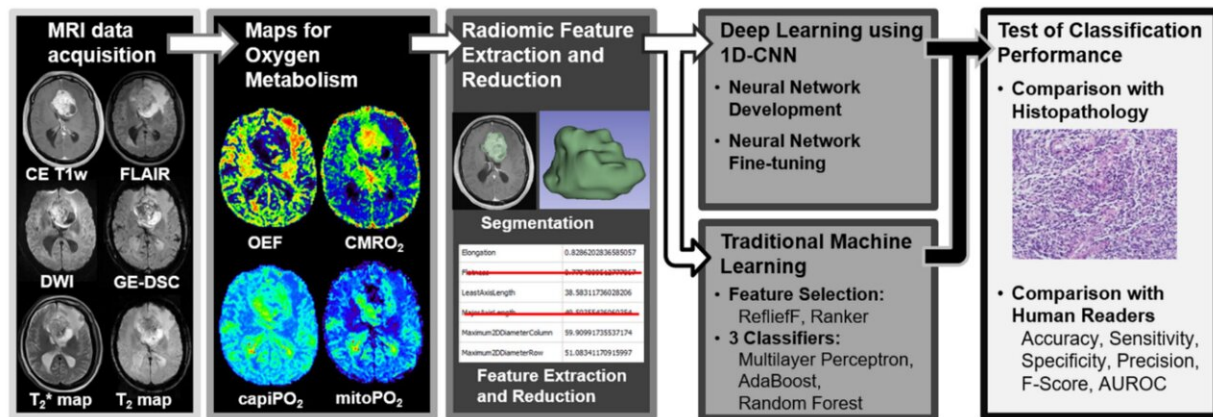 MRI data
acquisition
CE T1w
FLAIR
DWI
GE-DSC
T₂* map
T₂ map
Maps for
Oxygen
Metabolism
OEF
CMRO₂
capiPO₂
mitoPO₂
Radiomic Feature
Extraction and
Reduction
Segmentation
Elongation 0.8286202836585057
Flatness
LeastAxisLength 38.58311736028206
MajorAxisLength
Maximum2DDiameterColumn 59.90991735537174
Maximum2DDiameterRow 51.08341170915997
Feature Extraction
and Reduction
Deep Learning using
1D-CNN
• Neural Network
Development
• Neural Network
Fine-tuning
Traditional Machine
Learning
• Feature Selection:
RefliefF, Ranker
• 3 Classifiers:
Multilayer Perceptron,
AdaBoost,
Random Forest
Test of Classification
Performance
• Comparison with
Histopathology
• Comparison with
Human Readers
Accuracy, Sensitivity,
Specificity, Precision,
F-Score, AUROC